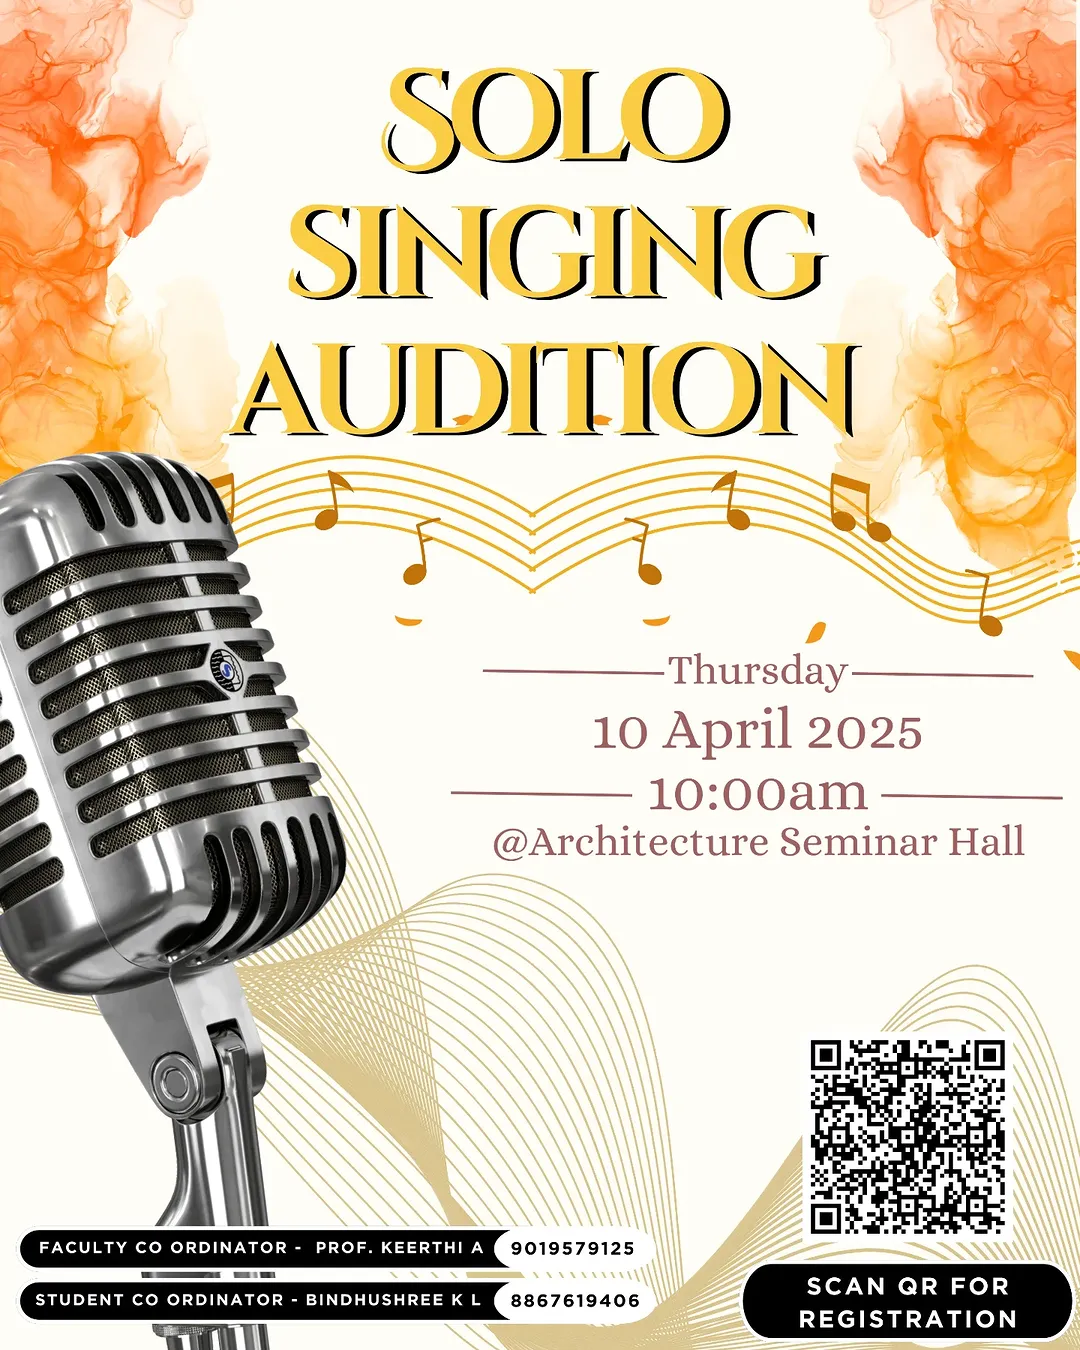 SOLO
SINGING
AUDITION
Thursday
10 April 2025
10:00am
@Architecture Seminar Hall
FACULTY CO ORDINATOR - PROF. KEERTHI A 9019579125
STUDENT CO ORDINATOR - BINDHUSHREE K L 8867619406
SCAN QR FOR
REGISTRATION